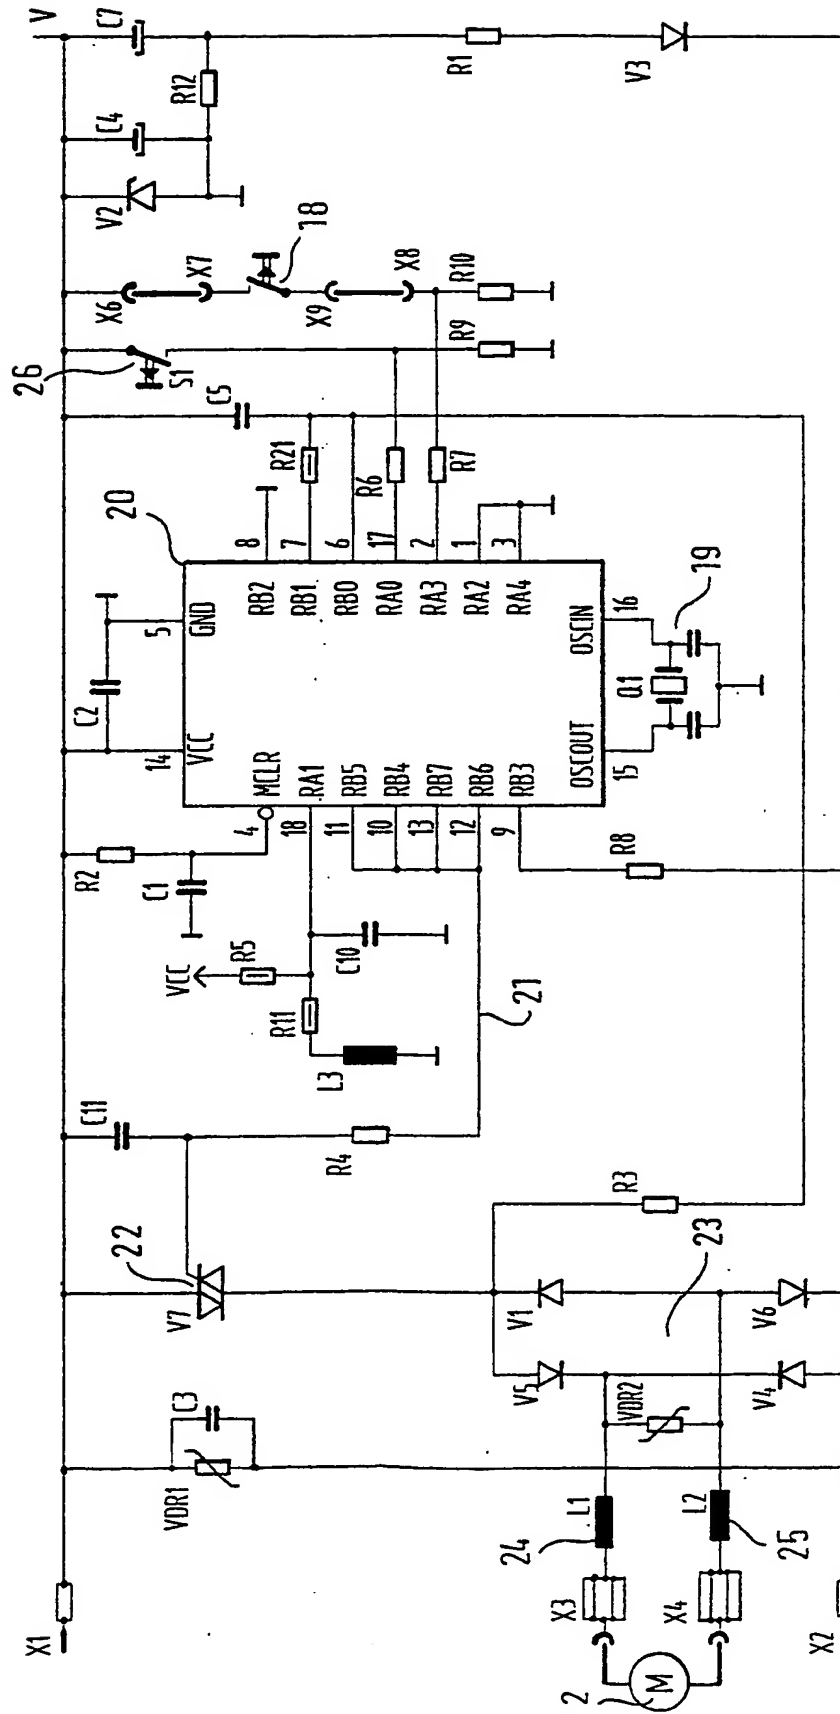 X1
VDR1
C3
V7
22
C11
R4
L3
R11
R5
VCC
C10
C1
R2
C2
V
C7
C4
R12
V2
R1
V3
26
S1
X6
X7
18
X9
X8
R10
R9
C5
R21
R6
R7
20
14
VCC
5
GND
4
MCLR
18
RA1
11
RB5
10
RB4
13
RB7
12
RB6
9
RB3
8
RB2
7
RB1
6
RB0
17
RA0
2
RA3
1
RA2
3
RA4
15
OSCOUT
16
OSCIN
Q1
19
R8
21
R3
23
V1
V5
V6
V4
VDR2
L1
24
L2
25
X3
X4
2
M
X2